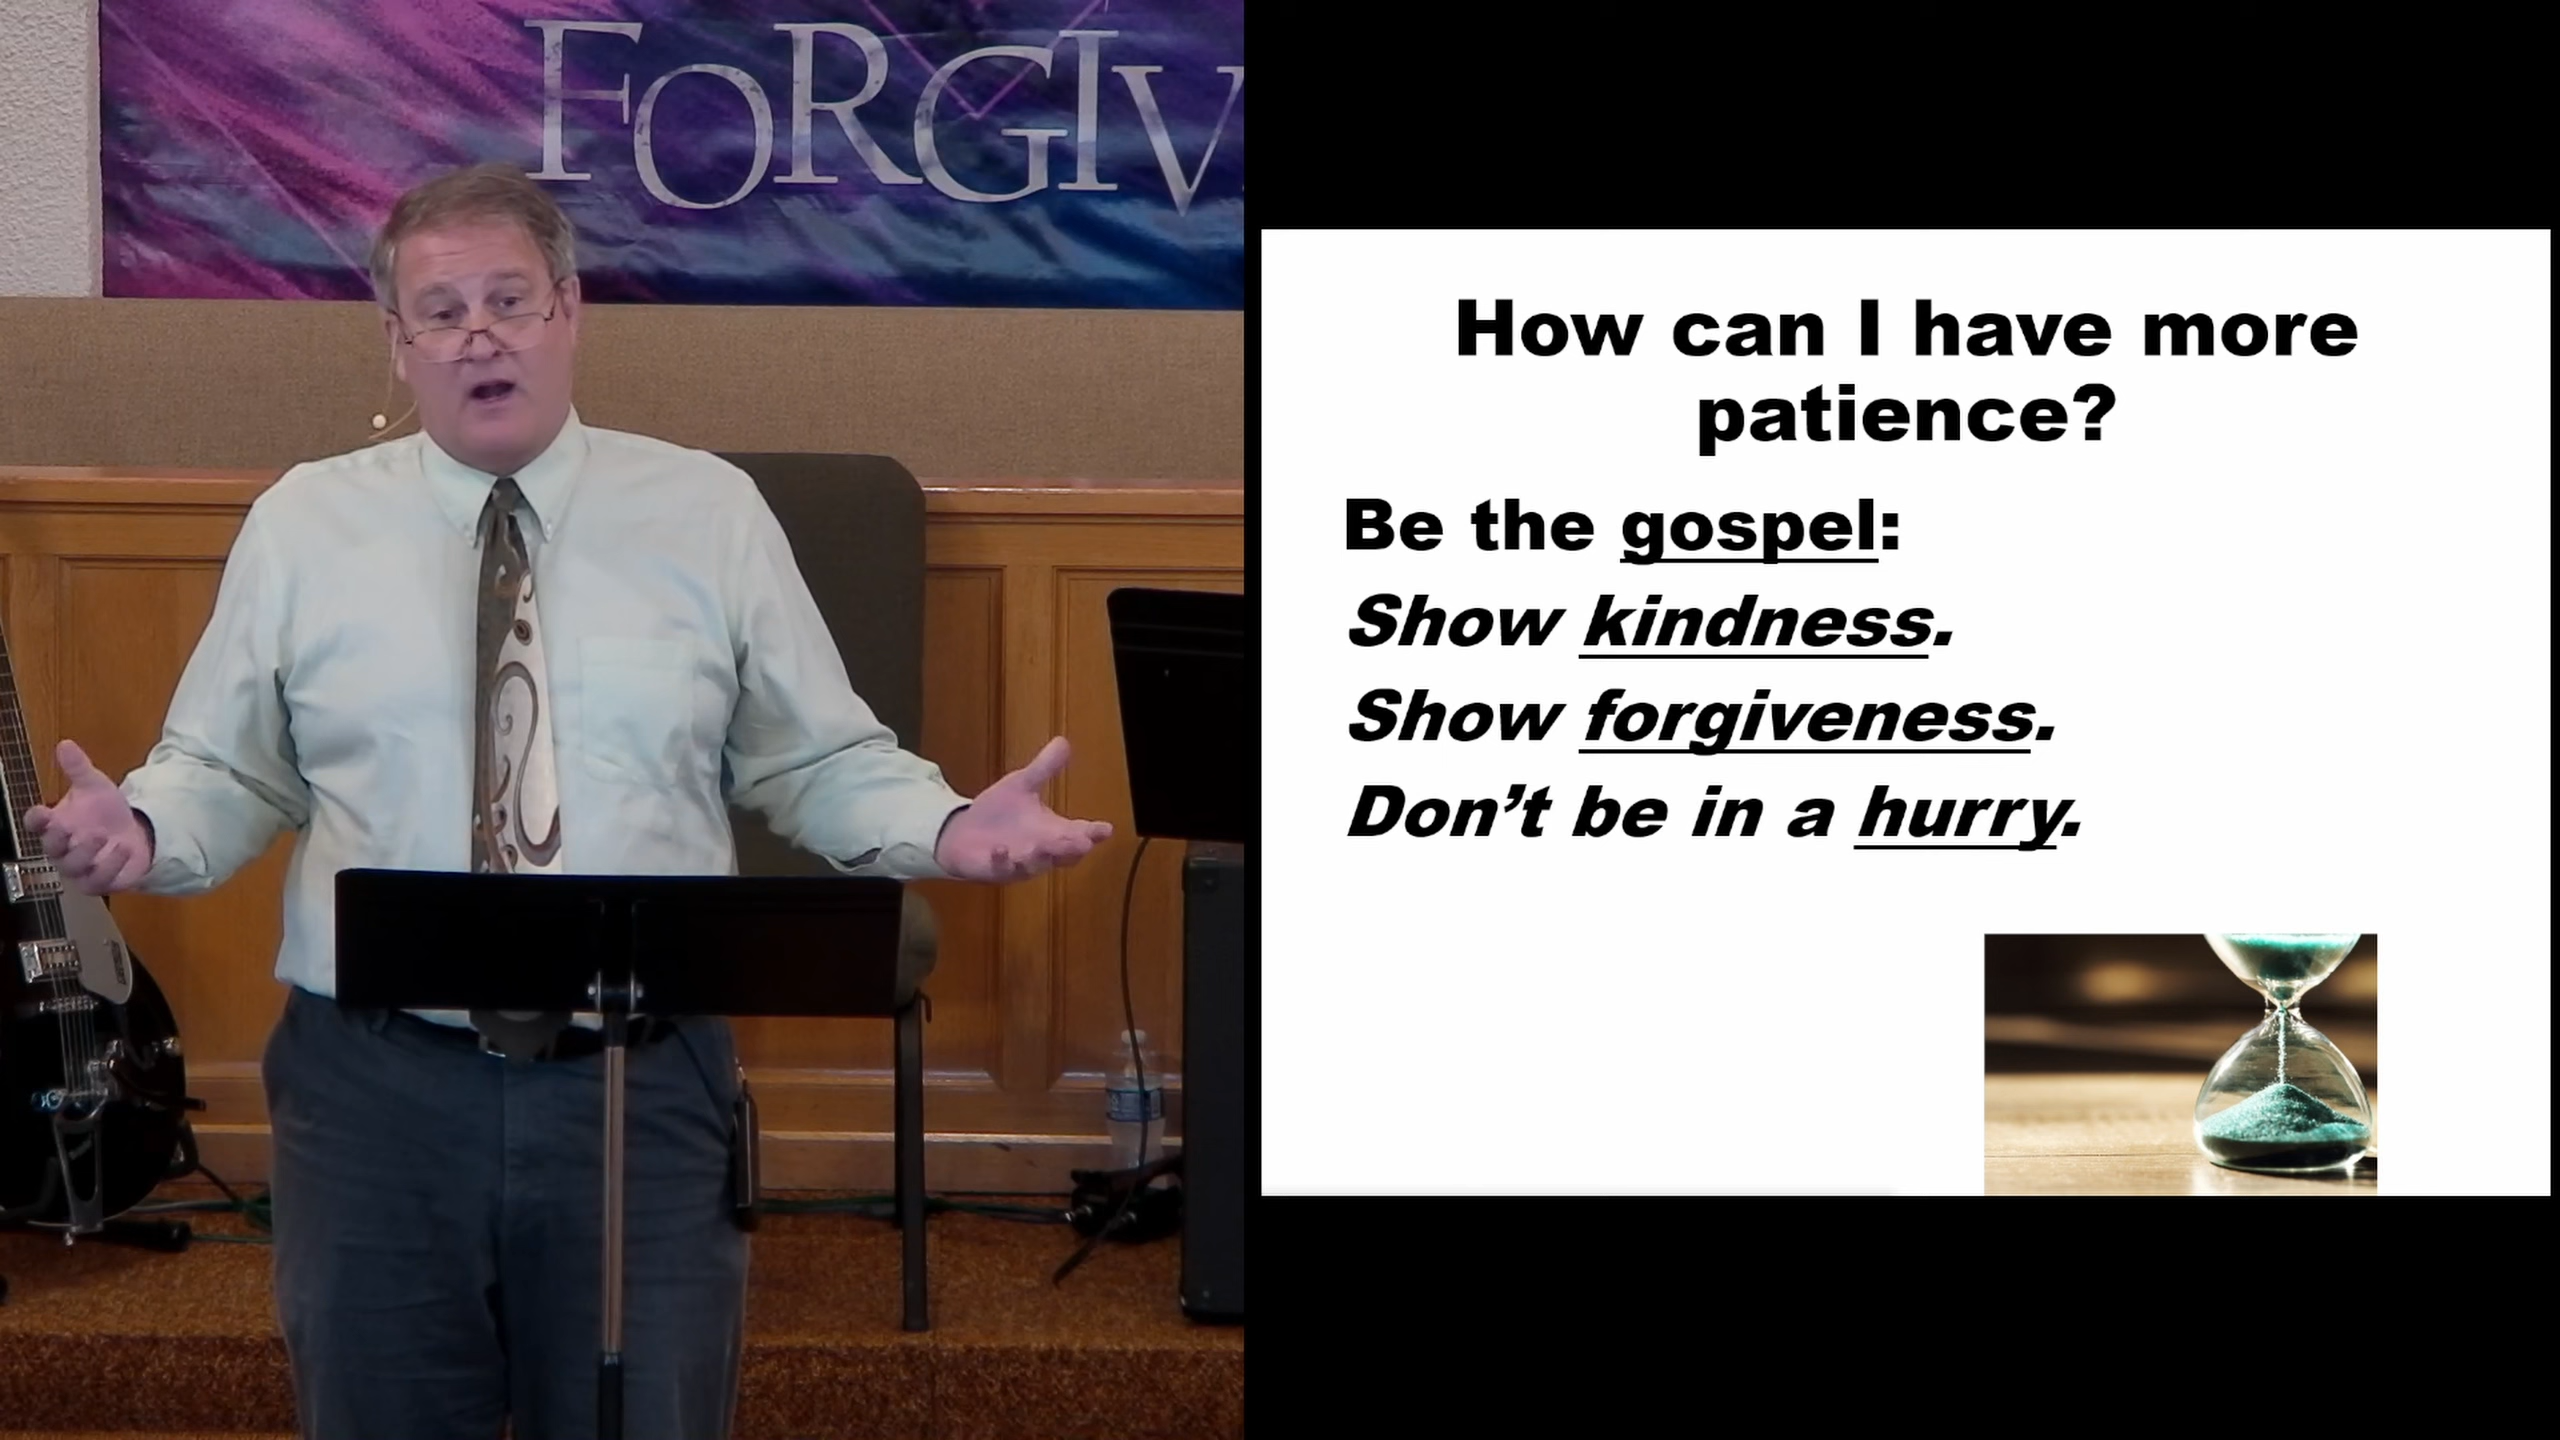 FORGIV
How can I have more
patience?
Be the gospel:
Show kindness.
Show forgiveness.
Don't be in a hurry.